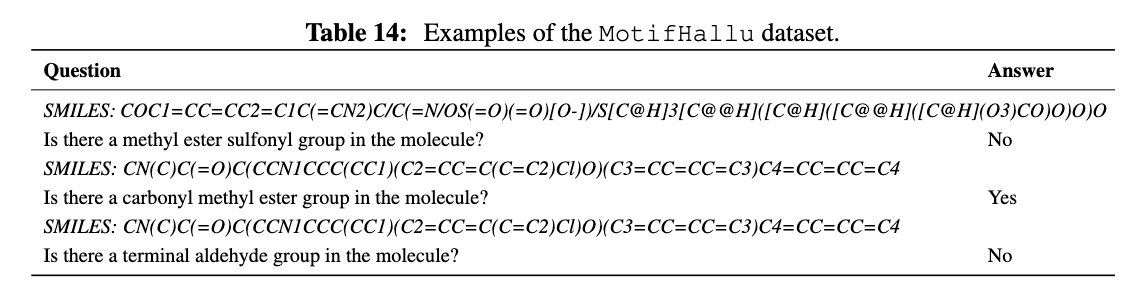 Table 14: Examples of the MotifHallu dataset.
Question Answer
SMILES: COC1=CC=CC2=C1C(=CN2)C/C(=N/OS(=O)(=O)[O-])/S[C@H]3[C@@H]([C@H]([C@@H]([C@H](O3)CO)O)O)O
Is there a methyl ester sulfonyl group in the molecule? No
SMILES: CN(C)C(=O)C(CCN1CCC(CC1)(C2=CC=C(C=C2)Cl)O)(C3=CC=CC=C3)C4=CC=CC=C4
Is there a carbonyl methyl ester group in the molecule? Yes
SMILES: CN(C)C(=O)C(CCN1CCC(CC1)(C2=CC=C(C=C2)Cl)O)(C3=CC=CC=C3)C4=CC=CC=C4
Is there a terminal aldehyde group in the molecule? No